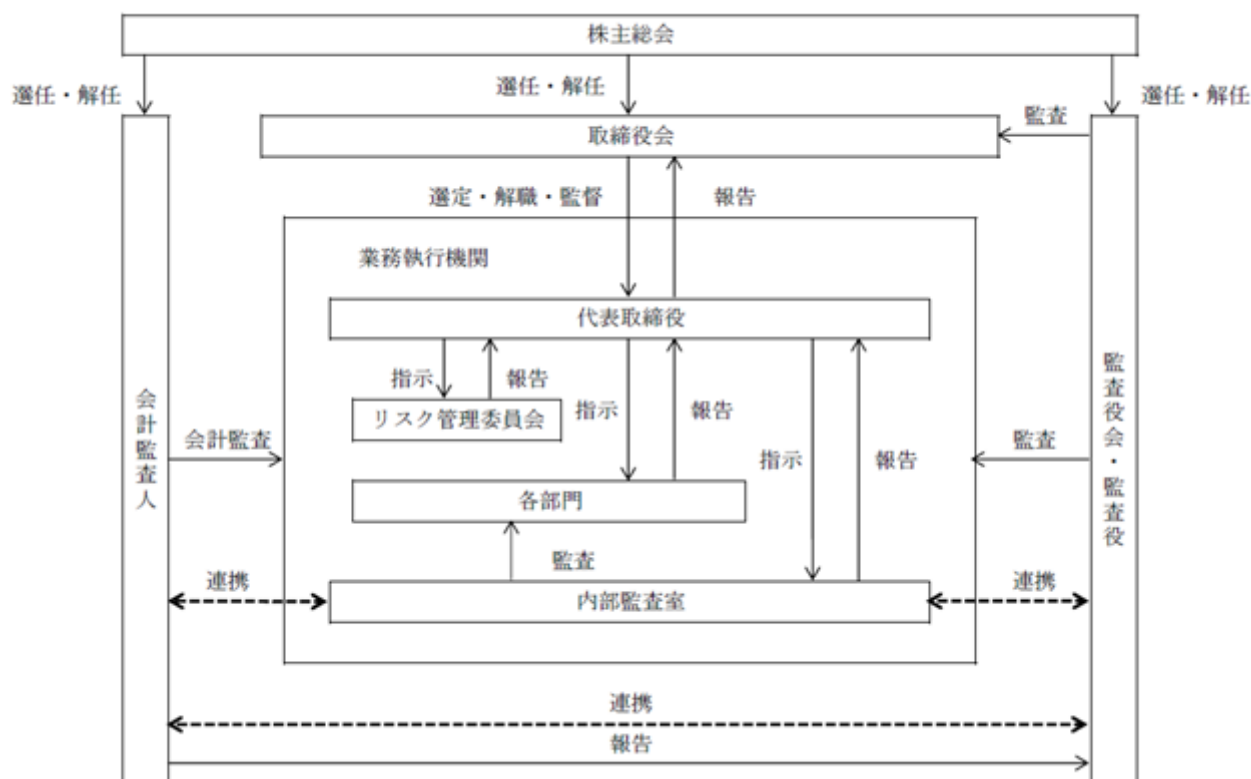 株主総会
選任・解任
選任・解任
選任・解任
監査
取締役会
選定・解職・監督
報告
業務執行機関
代表取締役
指示
報告
リスク管理委員会
指示
報告
会計監査人
会計監査
指示
報告
監査
監査役会・監査役
各部門
監査
連携
内部監査室
連携
連携
報告